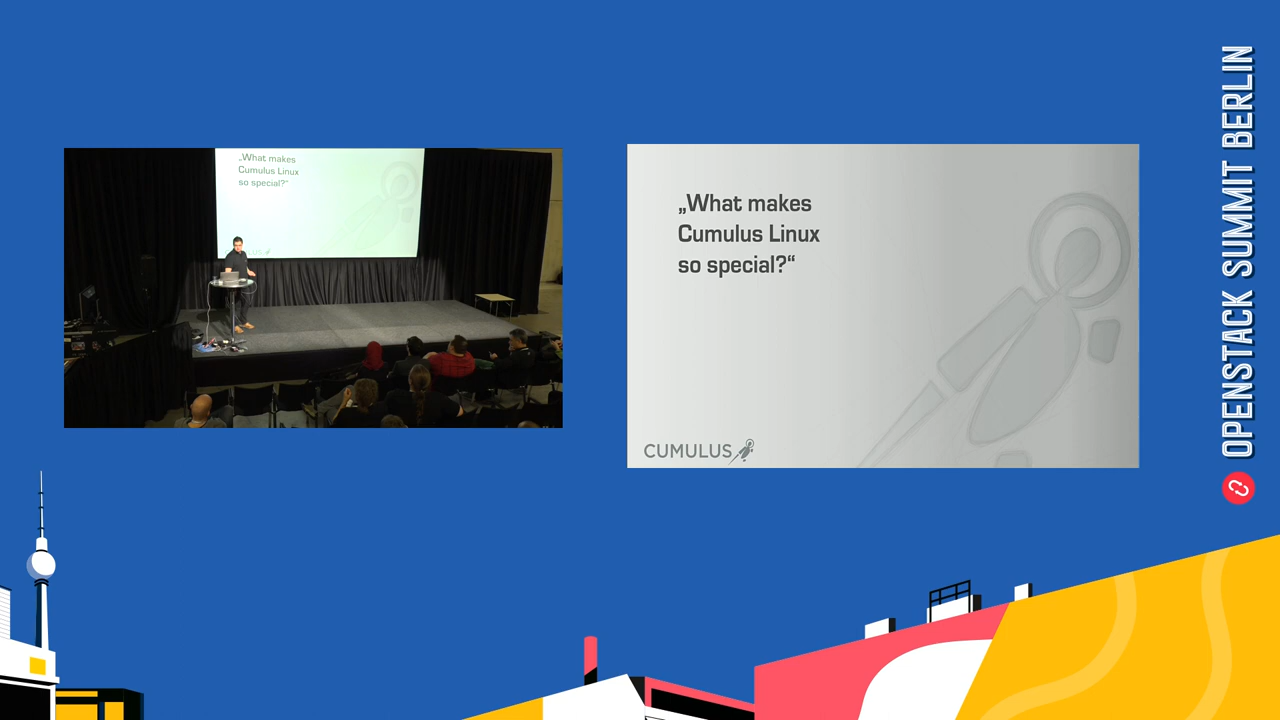 „What makes
Cumulus Linux
so special?“
„What makes
Cumulus Linux
so special?“
CUMULUS
CUMULUS
OPENSTACK SUMMIT BERLIN